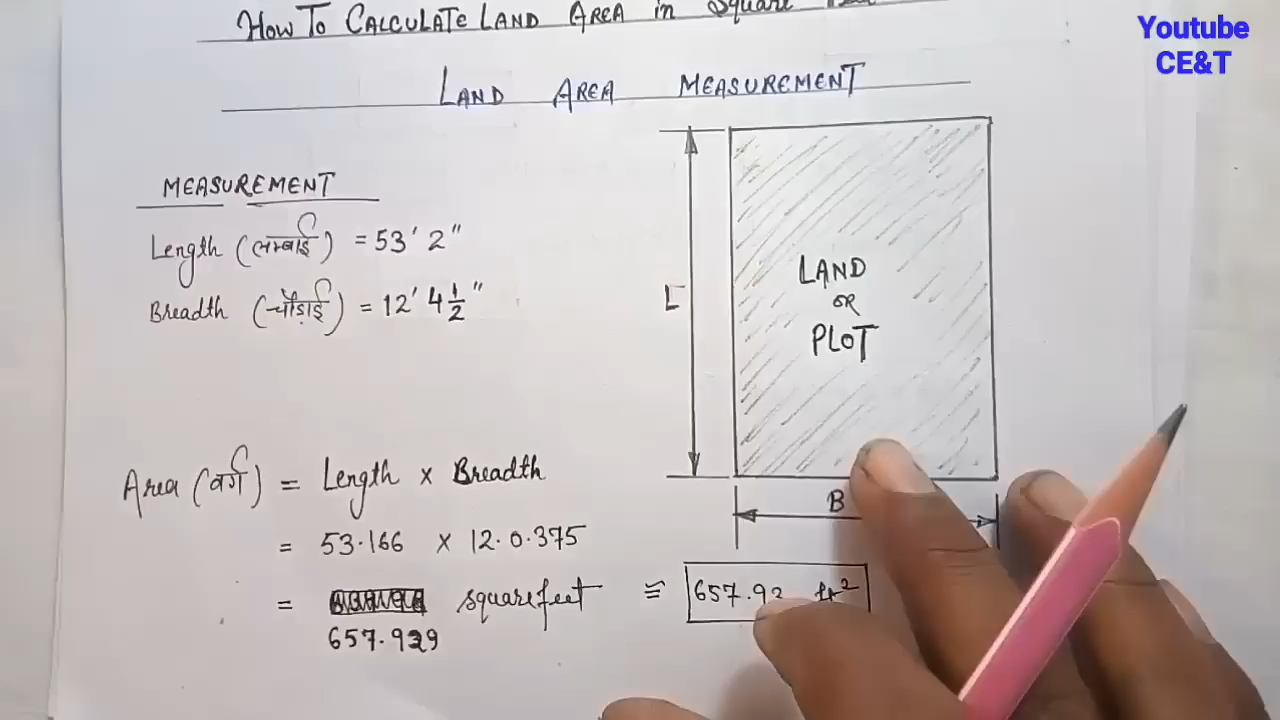 HOW TO CALCULATE LAND AREA in Square
Youtube
CE&T
LAND AREA MEASUREMENT
MEASUREMENT
Length (लम्बाई) = 53' 2"
Breadth (चौड़ाई) = 12' 4 1/2"
L
LAND
OR
PLOT
B
Area (वर्ग) = Length × Breadth
= 53.166 × 12.0.375
= squarefeet ≅ 657.92 ft²
657.929